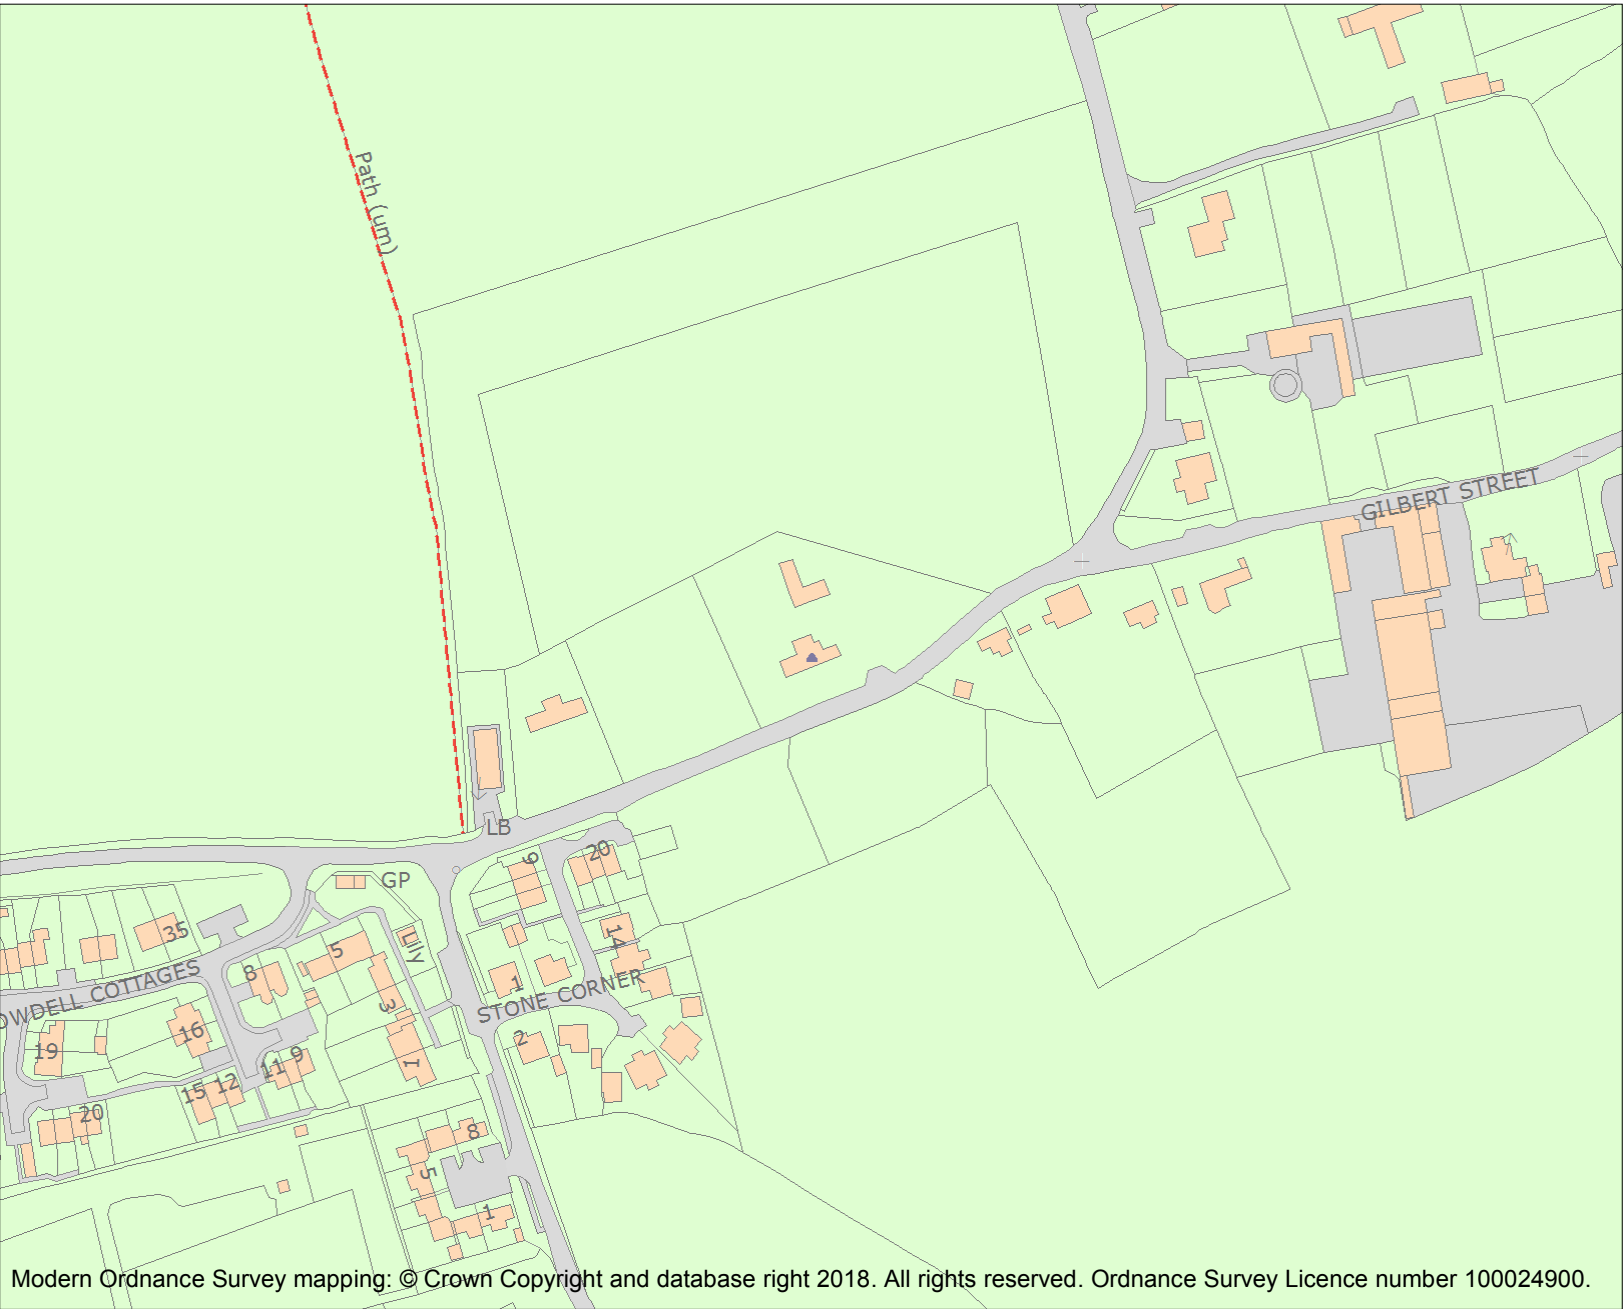 Path (um)
GILBERT STREET
LB
9
20
GP
35
14
Lily
5
8
3
1
STONE CORNER
OWDELL COTTAGES
16
2
19
1
9
11
12
15
20
8
5
1
Modern Ordnance Survey mapping: © Crown Copyright and database right 2018. All rights reserved. Ordnance Survey Licence number 100024900.